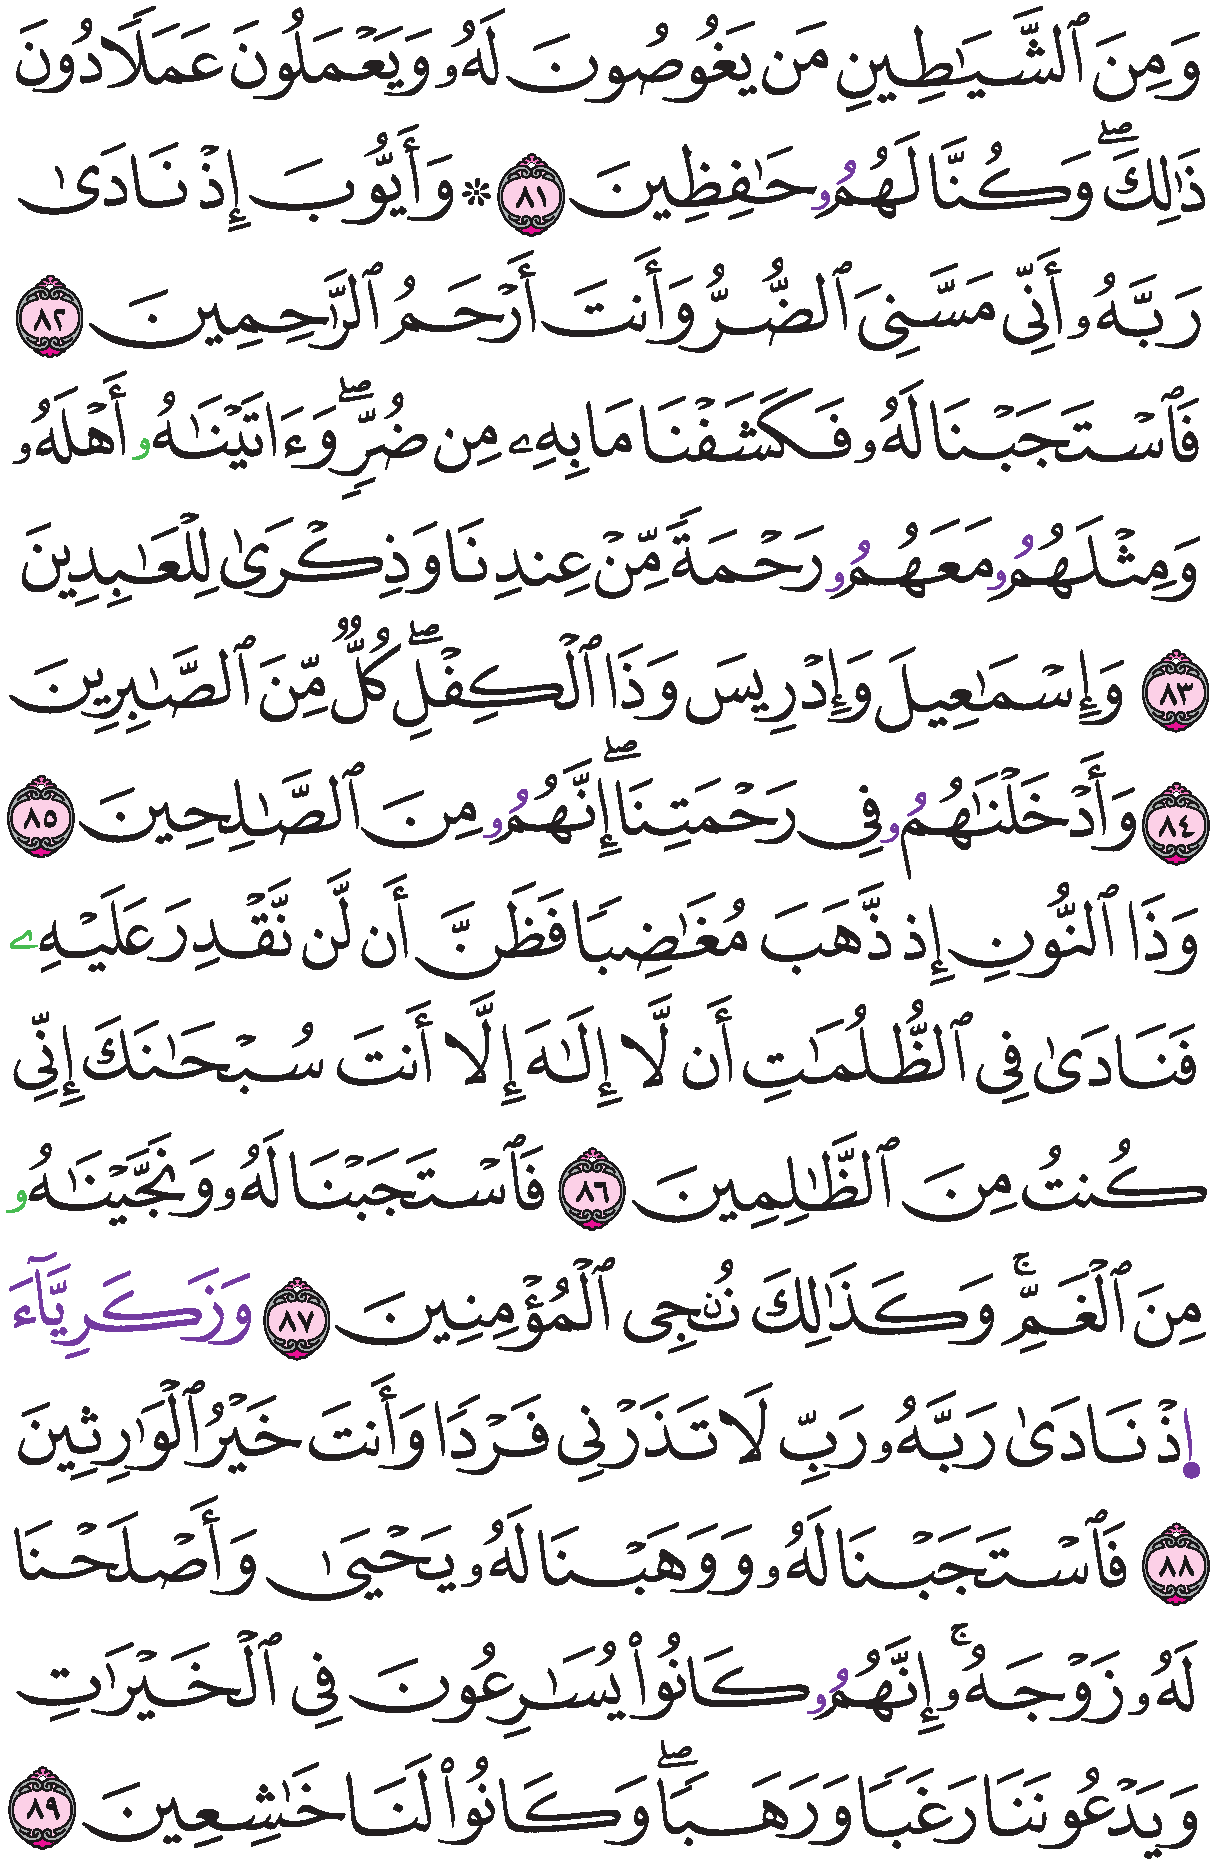 وَمِنَ ٱلشَّيَٰطِينِ مَن يَغُوصُونَ لَهُۥ وَيَعۡمَلُونَ عَمَلٗا دُونَ
ذَٰلِكَۖ وَكُنَّا لَهُمُۥ حَٰفِظِينَ ٨١ ۞ وَأَيُّوبَ إِذۡ نَادَىٰ
رَبَّهُۥٓ أَنِّي مَسَّنِيَ ٱلضُّرُّ وَأَنتَ أَرۡحَمُ ٱلرَّٰحِمِينَ ٨٢
فَٱسۡتَجَبۡنَا لَهُۥ فَكَشَفۡنَا مَا بِهِۦ مِن ضُرّٖۖ وَءَاتَيۡنَٰهُۥ أَهۡلَهُۥ
وَمِثۡلَهُمُۥ مَعَهُمُۥ رَحۡمَةٗ مِّنۡ عِندِنَا وَذِكۡرَىٰ لِلۡعَٰبِدِينَ
٨٣ وَإِسۡمَٰعِيلَ وَإِدۡرِيسَ وَذَا ٱلۡكِفۡلِۖ كُلّٞ مِّنَ ٱلصَّٰبِرِينَ
٨٤ وَأَدۡخَلۡنَٰهُمُۥ فِي رَحۡمَتِنَاۖ إِنَّهُمُۥ مِنَ ٱلصَّٰلِحِينَ ٨٥
وَذَا ٱلنُّونِ إِذ ذَّهَبَ مُغَٰضِبٗا فَظَنَّ أَن لَّن نَّقۡدِرَ عَلَيۡهِۦ
فَنَادَىٰ فِي ٱلظُّلُمَٰتِ أَن لَّا إِلَٰهَ إِلَّا أَنتَ سُبۡحَٰنَكَ إِنِّي
كُنتُ مِنَ ٱلظَّٰلِمِينَ ٨٦ فَٱسۡتَجَبۡنَا لَهُۥ وَنَجَّيۡنَٰهُۥ
مِنَ ٱلۡغَمِّۚ وَكَذَٰلِكَ نُۨجِي ٱلۡمُؤۡمِنِينَ ٨٧ وَزَكَرِيَّآءَ
اِ۬ذۡ نَادَىٰ رَبَّهُۥ رَبِّ لَا تَذَرۡنِي فَرۡدٗا وَأَنتَ خَيۡرُ ٱلۡوَٰرِثِينَ
٨٨ فَٱسۡتَجَبۡنَا لَهُۥ وَوَهَبۡنَا لَهُۥ يَحۡيَىٰ وَأَصۡلَحۡنَا
لَهُۥ زَوۡجَهُۥۚ إِنَّهُمُۥ كَانُواْ يُسَٰرِعُونَ فِي ٱلۡخَيۡرَٰتِ
وَيَدۡعُونَنَا رَغَبٗا وَرَهَبٗاۖ وَكَانُواْ لَنَا خَٰشِعِينَ ٨٩